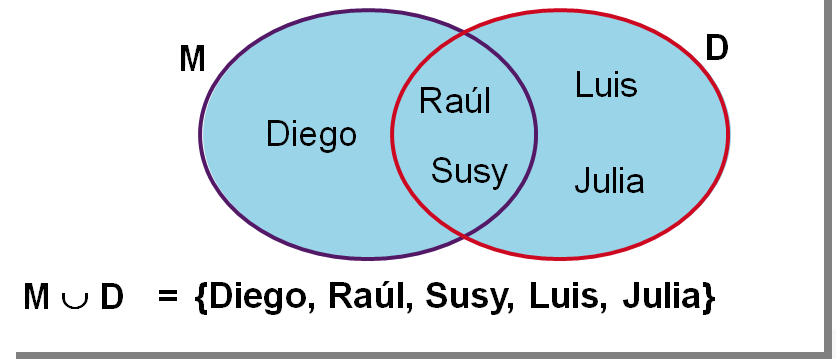 M
D
Raúl
Luis
Diego
Susy
Julia
M ∪ D = {Diego, Raúl, Susy, Luis, Julia}